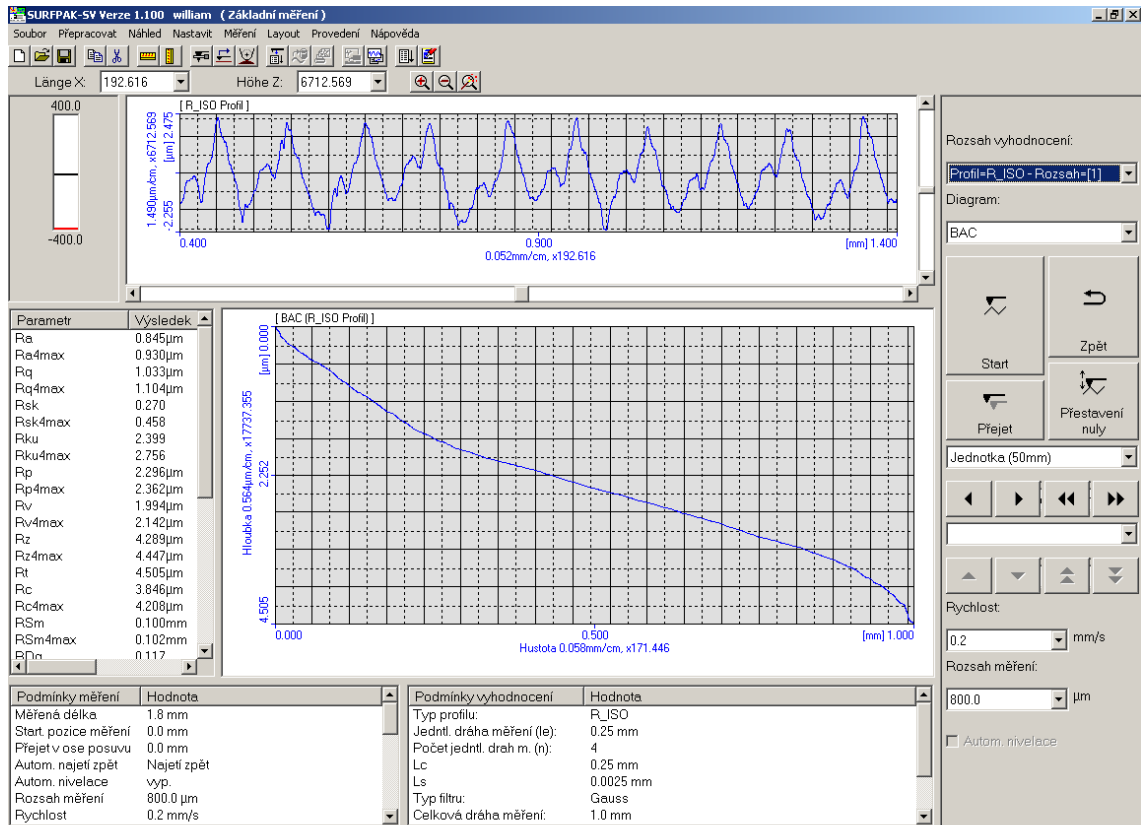 SURFPAK-SV Verze 1.100 william ( Základní měření )
Soubor Přepracovat Náhled Nastavit Měření Layout Provedení Nápověda
Länge X: 192.616 Höhe Z: 6712.569
400.0
-400.0
[ R_ISO Profil ]
1.490µm/cm, x6712.569
-2.255 [µm] 2.475
0.400 0.900 [mm] 1.400
0.052mm/cm, x192.616
Parametr Výsledek
Ra 0.845µm
Ra4max 0.930µm
Rq 1.033µm
Rq4max 1.104µm
Rsk 0.270
Rsk4max 0.458
Rku 2.399
Rku4max 2.756
Rp 2.296µm
Rp4max 2.362µm
Rv 1.994µm
Rv4max 2.142µm
Rz 4.289µm
Rz4max 4.447µm
Rt 4.505µm
Rc 3.846µm
Rc4max 4.208µm
RSm 0.100mm
RSm4max 0.102mm
RDq 0.117
[ BAC (R_ISO Profil) ]
Hloubka 0.564µm/cm, x17737.355
4.505 2.252 [µm] 0.000
0.000 0.500 [mm] 1.000
Hustota 0.058mm/cm, x171.446
Rozsah vyhodnocení:
Profil=R_ISO - Rozsah=[1]
Diagram:
BAC
Start
Zpět
Přejet
Přestavení
nuly
Jednotka (50mm)
Rychlost:
0.2 mm/s
Rozsah měření:
800.0 µm
Autom. nivelace
Podmínky měření Hodnota
Měřená délka 1.8 mm
Start. pozice měření 0.0 mm
Přejet v ose posuvu 0.0 mm
Autom. najetí zpět Najetí zpět
Autom. nivelace vyp.
Rozsah měření 800.0 µm
Rychlost 0.2 mm/s
Podmínky vyhodnocení Hodnota
Typ profilu: R_ISO
Jedntl. dráha měření (le): 0.25 mm
Počet jedntl. drah m. (n): 4
Lc 0.25 mm
Ls 0.0025 mm
Typ filtru: Gauss
Celková dráha měření: 1.0 mm